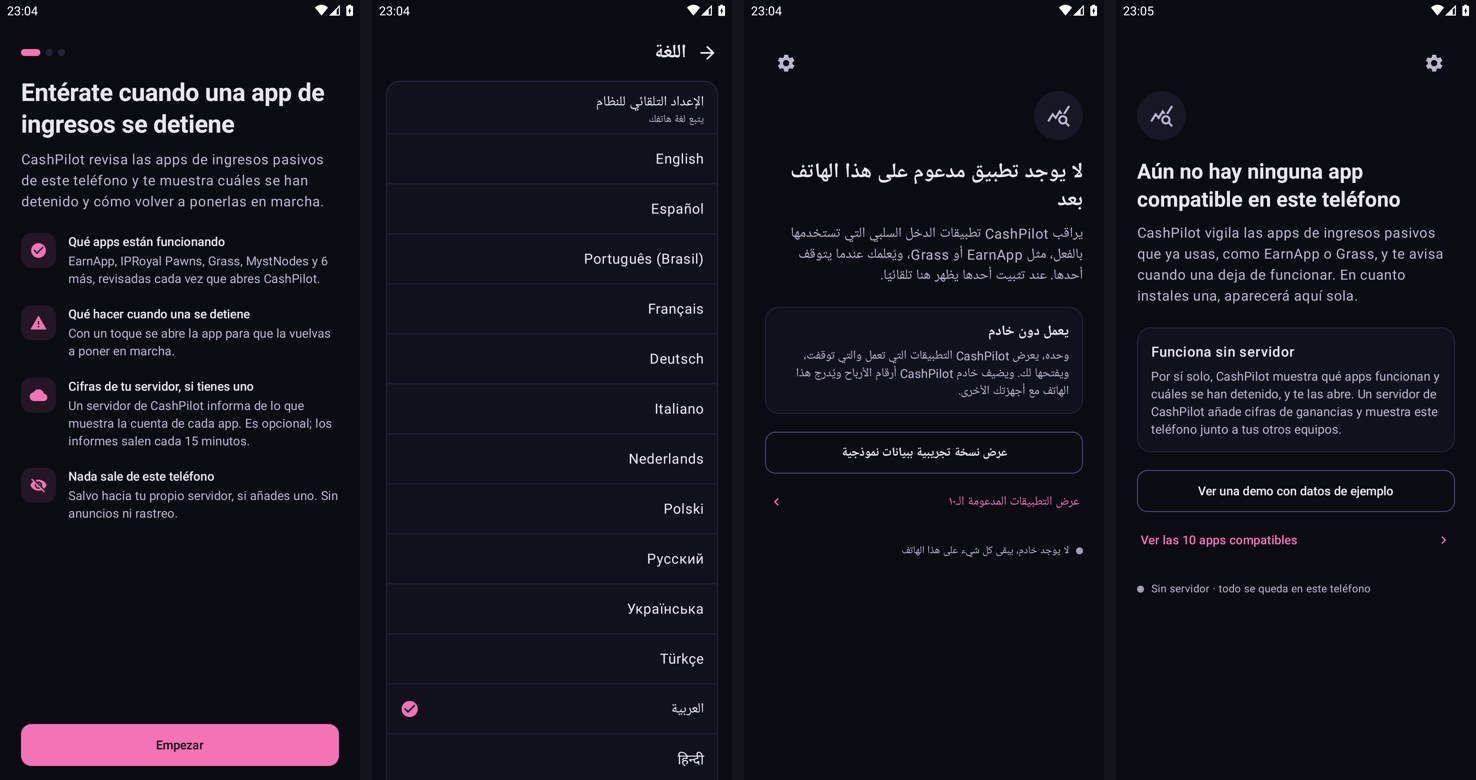 23:04
Entérate cuando una app de
ingresos se detiene
CashPilot revisa las apps de ingresos pasivos
de este teléfono y te muestra cuáles se han
detenido y cómo volver a ponerlas en marcha.
Qué apps están funcionando
EarnApp, IPRoyal Pawns, Grass, MystNodes y 6
más, revisadas cada vez que abres CashPilot.
Qué hacer cuando una se detiene
Con un toque se abre la app para que la vuelvas
a poner en marcha.
Cifras de tu servidor, si tienes uno
Un servidor de CashPilot informa de lo que
muestra la cuenta de cada app. Es opcional; los
informes salen cada 15 minutos.
Nada sale de este teléfono
Salvo hacia tu propio servidor, si añades uno. Sin
anuncios ni rastreo.
Empezar
23:04
اللغة
الإعداد التلقائي للنظام
يتبع لغة هاتفك
English
Español
Português (Brasil)
Français
Deutsch
Italiano
Nederlands
Polski
Русский
Українська
Türkçe
العربية
हिन्दी
23:04
لا يوجد تطبيق مدعوم على هذا الهاتف
بعد
يراقب CashPilot تطبيقات الدخل السلبي التي تستخدمها
بالفعل، مثل EarnApp أو Grass، ويُعلمك عندما يتوقف
أحدها. عند تثبيت أحدها يظهر هنا تلقائيًا.
يعمل دون خادم
وحده، يعرض CashPilot التطبيقات التي تعمل والتي توقفت،
ويفتحها لك. ويضيف خادم CashPilot أرقام الأرباح ويُدرج هذا
الهاتف مع أجهزتك الأخرى.
عرض نسخة تجريبية ببيانات نموذجية
عرض التطبيقات المدعومة الـ١٠
لا يوجد خادم، يبقى كل شيء على هذا الهاتف
23:05
Aún no hay ninguna app
compatible en este teléfono
CashPilot vigila las apps de ingresos pasivos
que ya usas, como EarnApp o Grass, y te avisa
cuando una deja de funcionar. En cuanto
instales una, aparecerá aquí sola.
Funciona sin servidor
Por sí solo, CashPilot muestra qué apps funcionan y
cuáles se han detenido, y te las abre. Un servidor de
CashPilot añade cifras de ganancias y muestra este
teléfono junto a tus otros equipos.
Ver una demo con datos de ejemplo
Ver las 10 apps compatibles
Sin servidor · todo se queda en este teléfono